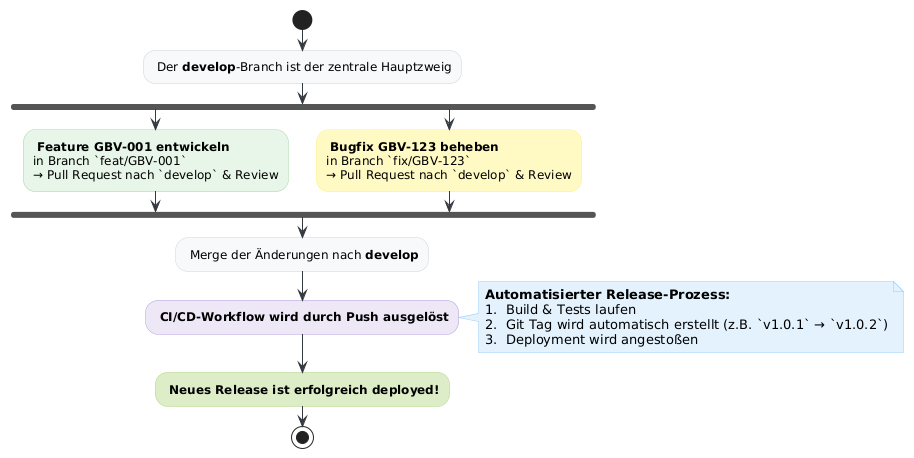 Der develop-Branch ist der zentrale Hauptzweig
Feature GBV-001 entwickeln
in Branch `feat/GBV-001`
→ Pull Request nach `develop` & Review
Bugfix GBV-123 beheben
in Branch `fix/GBV-123`
→ Pull Request nach `develop` & Review
Merge der Änderungen nach develop
CI/CD-Workflow wird durch Push ausgelöst
Automatisierter Release-Prozess:
1. Build & Tests laufen
2. Git Tag wird automatisch erstellt (z.B. `v1.0.1` → `v1.0.2`)
3. Deployment wird angestoßen
Neues Release ist erfolgreich deployed!